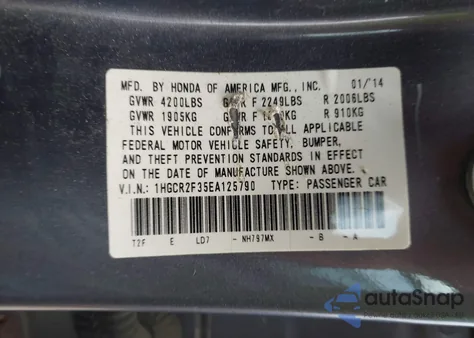 MFD. BY HONDA OF AMERICA MFG., INC. 01/14
GVWR 4200LBS F 2249LBS R 2006LBS
GVWR 1905KG F R 910KG
THIS VEHICLE CONFORMS TO ALL APPLICABLE
FEDERAL MOTOR VEHICLE SAFETY, BUMPER,
AND THEFT PREVENTION STANDARDS IN EFFECT
ON THE DATE OF MANUFACTURE SHOWN ABOVE.
V.I.N.: 1HGCR2F35EA125790 TYPE: PASSENGER CAR
T2F E LD7 - NH797MX - B - A
autoSnap